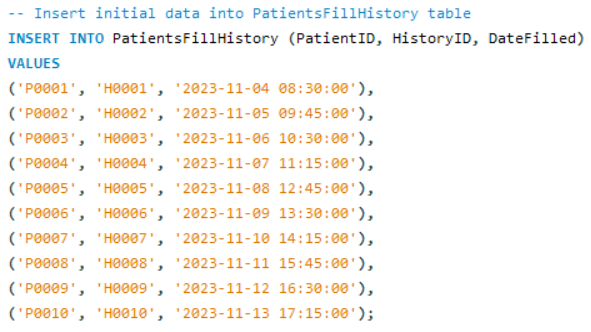 -- Insert initial data into PatientsFillHistory table
INSERT INTO PatientsFillHistory (PatientID, HistoryID, DateFilled)
VALUES
('P0001', 'H0001', '2023-11-04 08:30:00'),
('P0002', 'H0002', '2023-11-05 09:45:00'),
('P0003', 'H0003', '2023-11-06 10:30:00'),
('P0004', 'H0004', '2023-11-07 11:15:00'),
('P0005', 'H0005', '2023-11-08 12:45:00'),
('P0006', 'H0006', '2023-11-09 13:30:00'),
('P0007', 'H0007', '2023-11-10 14:15:00'),
('P0008', 'H0008', '2023-11-11 15:45:00'),
('P0009', 'H0009', '2023-11-12 16:30:00'),
('P0010', 'H0010', '2023-11-13 17:15:00');